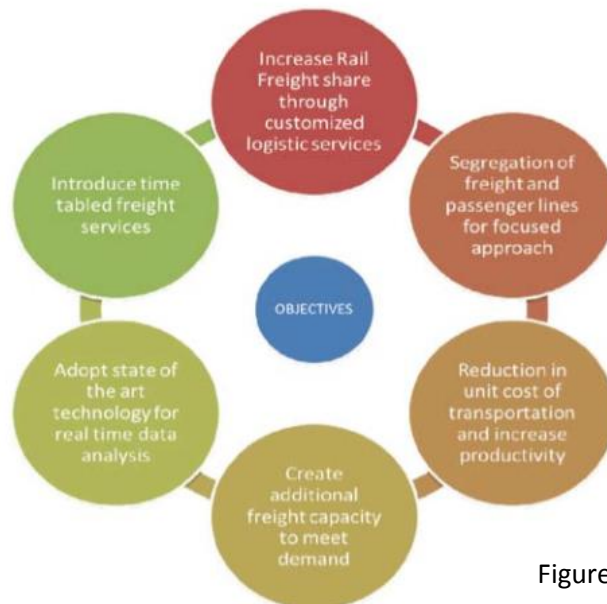 Increase Rail
Freight share
through
customized
logistic services
Segregation of
freight and
passenger lines
for focused
approach
Reduction in
unit cost of
transportation
and increase
productivity
Create
additional
freight capacity
to meet
demand
Adopt state of
the art
technology for
real time data
analysis
Introduce time
tabled freight
services
OBJECTIVES
Figure